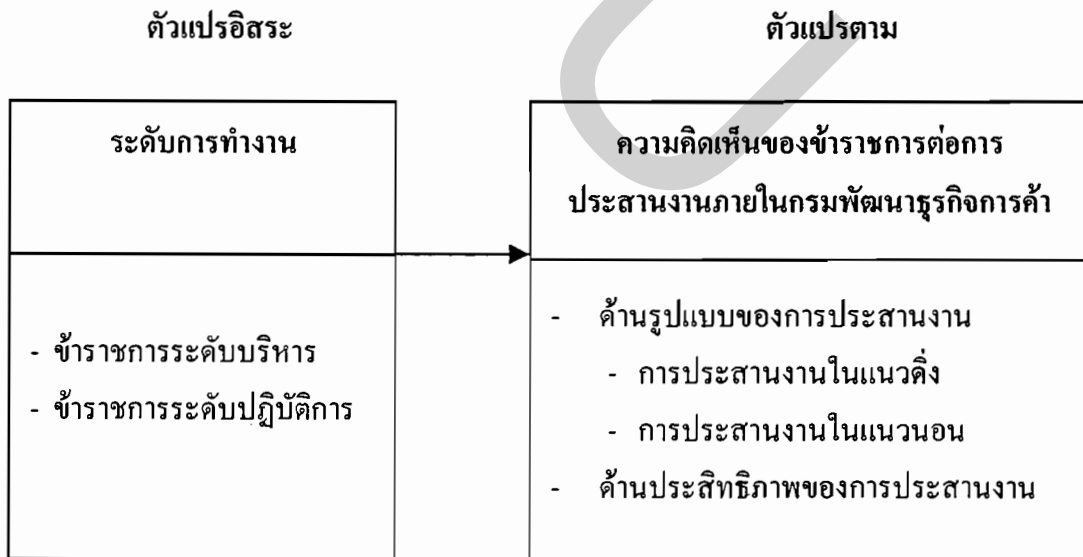 ตัวแปรอิสระ
ตัวแปรตาม
ระดับการทำงาน
- ข้าราชการระดับบริหาร
- ข้าราชการระดับปฏิบัติการ
ความคิดเห็นของข้าราชการต่อการ
ประสานงานภายในกรมพัฒนาธุรกิจการค้า
- ด้านรูปแบบของการประสานงาน
- การประสานงานในแนวดิ่ง
- การประสานงานในแนวนอน
- ด้านประสิทธิภาพของการประสานงาน